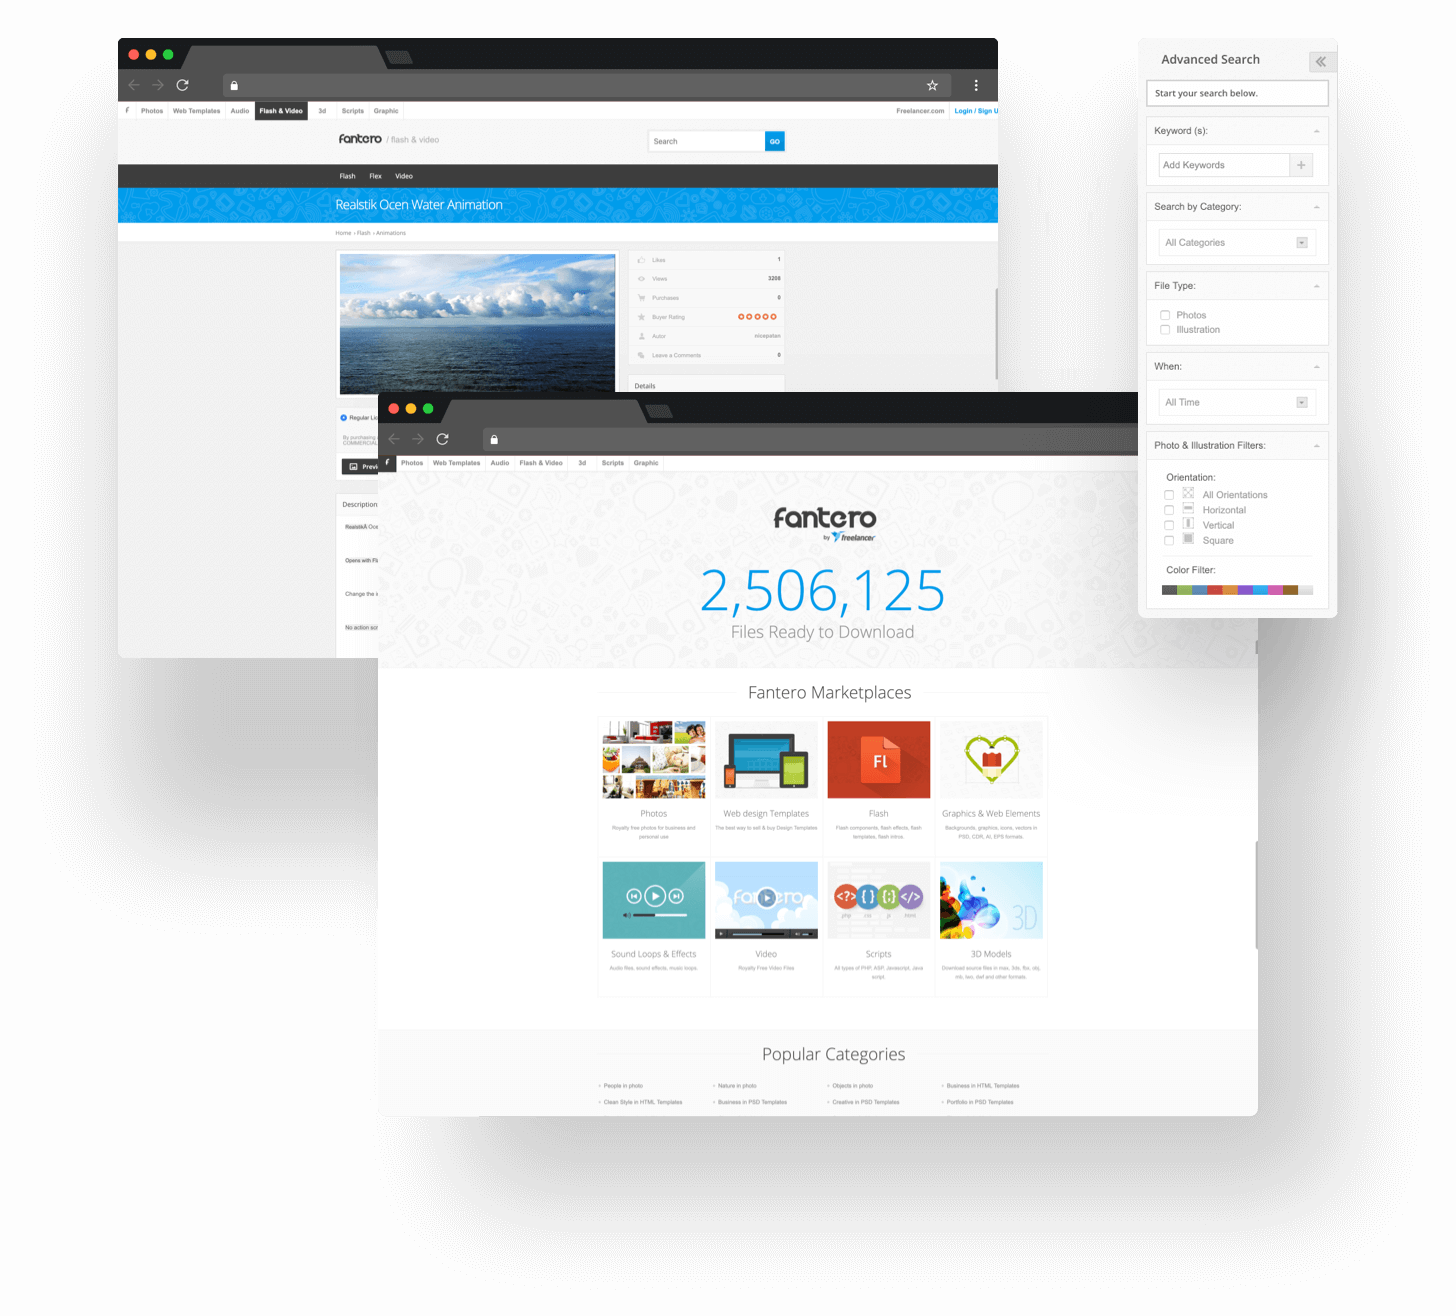 f Photos Web Templates Audio Flash & Video 3d Scripts Graphic Freelancer.com Login / Sign U
fantero / flash & video Search GO
Flash Flex Video
Realstik Ocen Water Animation
Home › Flash › Animations
Likes 1
Views 3208
Purchases 0
Buyer Rating
Autor nicepatan
Leave a Comments 0
Details
Regular Lic
By purchasing
COMMERCIAL
Previ
Description
RealstikÂ Oce
Opens with Fl
Change the
No action
f Photos Web Templates Audio Flash & Video 3d Scripts Graphic
fantero
by freelancer
2,506,125
Files Ready to Download
Fantero Marketplaces
Fl
Photos
Royalty free photos for business and
personal use
Web design Templates
The best way to sell & buy Design Templates
Flash
Flash components, flash effects, flash
templates, flash intros.
Graphics & Web Elements
Backgrounds, graphics, icons, vectors in
PSD, CDR, AI, EPS formats.
fantero
<?> { } {;} </>
php css js html
3D
Sound Loops & Effects
Audio files, sound effects, music loops.
Video
Royalty Free Video Files
Scripts
All types of PHP, ASP, Javascript, Java
script.
3D Models
Download source files in max, 3ds, fbx, obj,
mb, lwo, dwf and other formats.
Popular Categories
People in photo
Nature in photo
Objects in photo
Business in HTML Templates
Clean Style in HTML Templates
Business in PSD Templates
Creative in PSD Templates
Portfolio in PSD Templates
Advanced Search
Start your search below.
Keyword (s):
Add Keywords +
Search by Category:
All Categories
File Type:
Photos
Illustration
When:
All Time
Photo & Illustration Filters:
Orientation:
All Orientations
Horizontal
Vertical
Square
Color Filter: